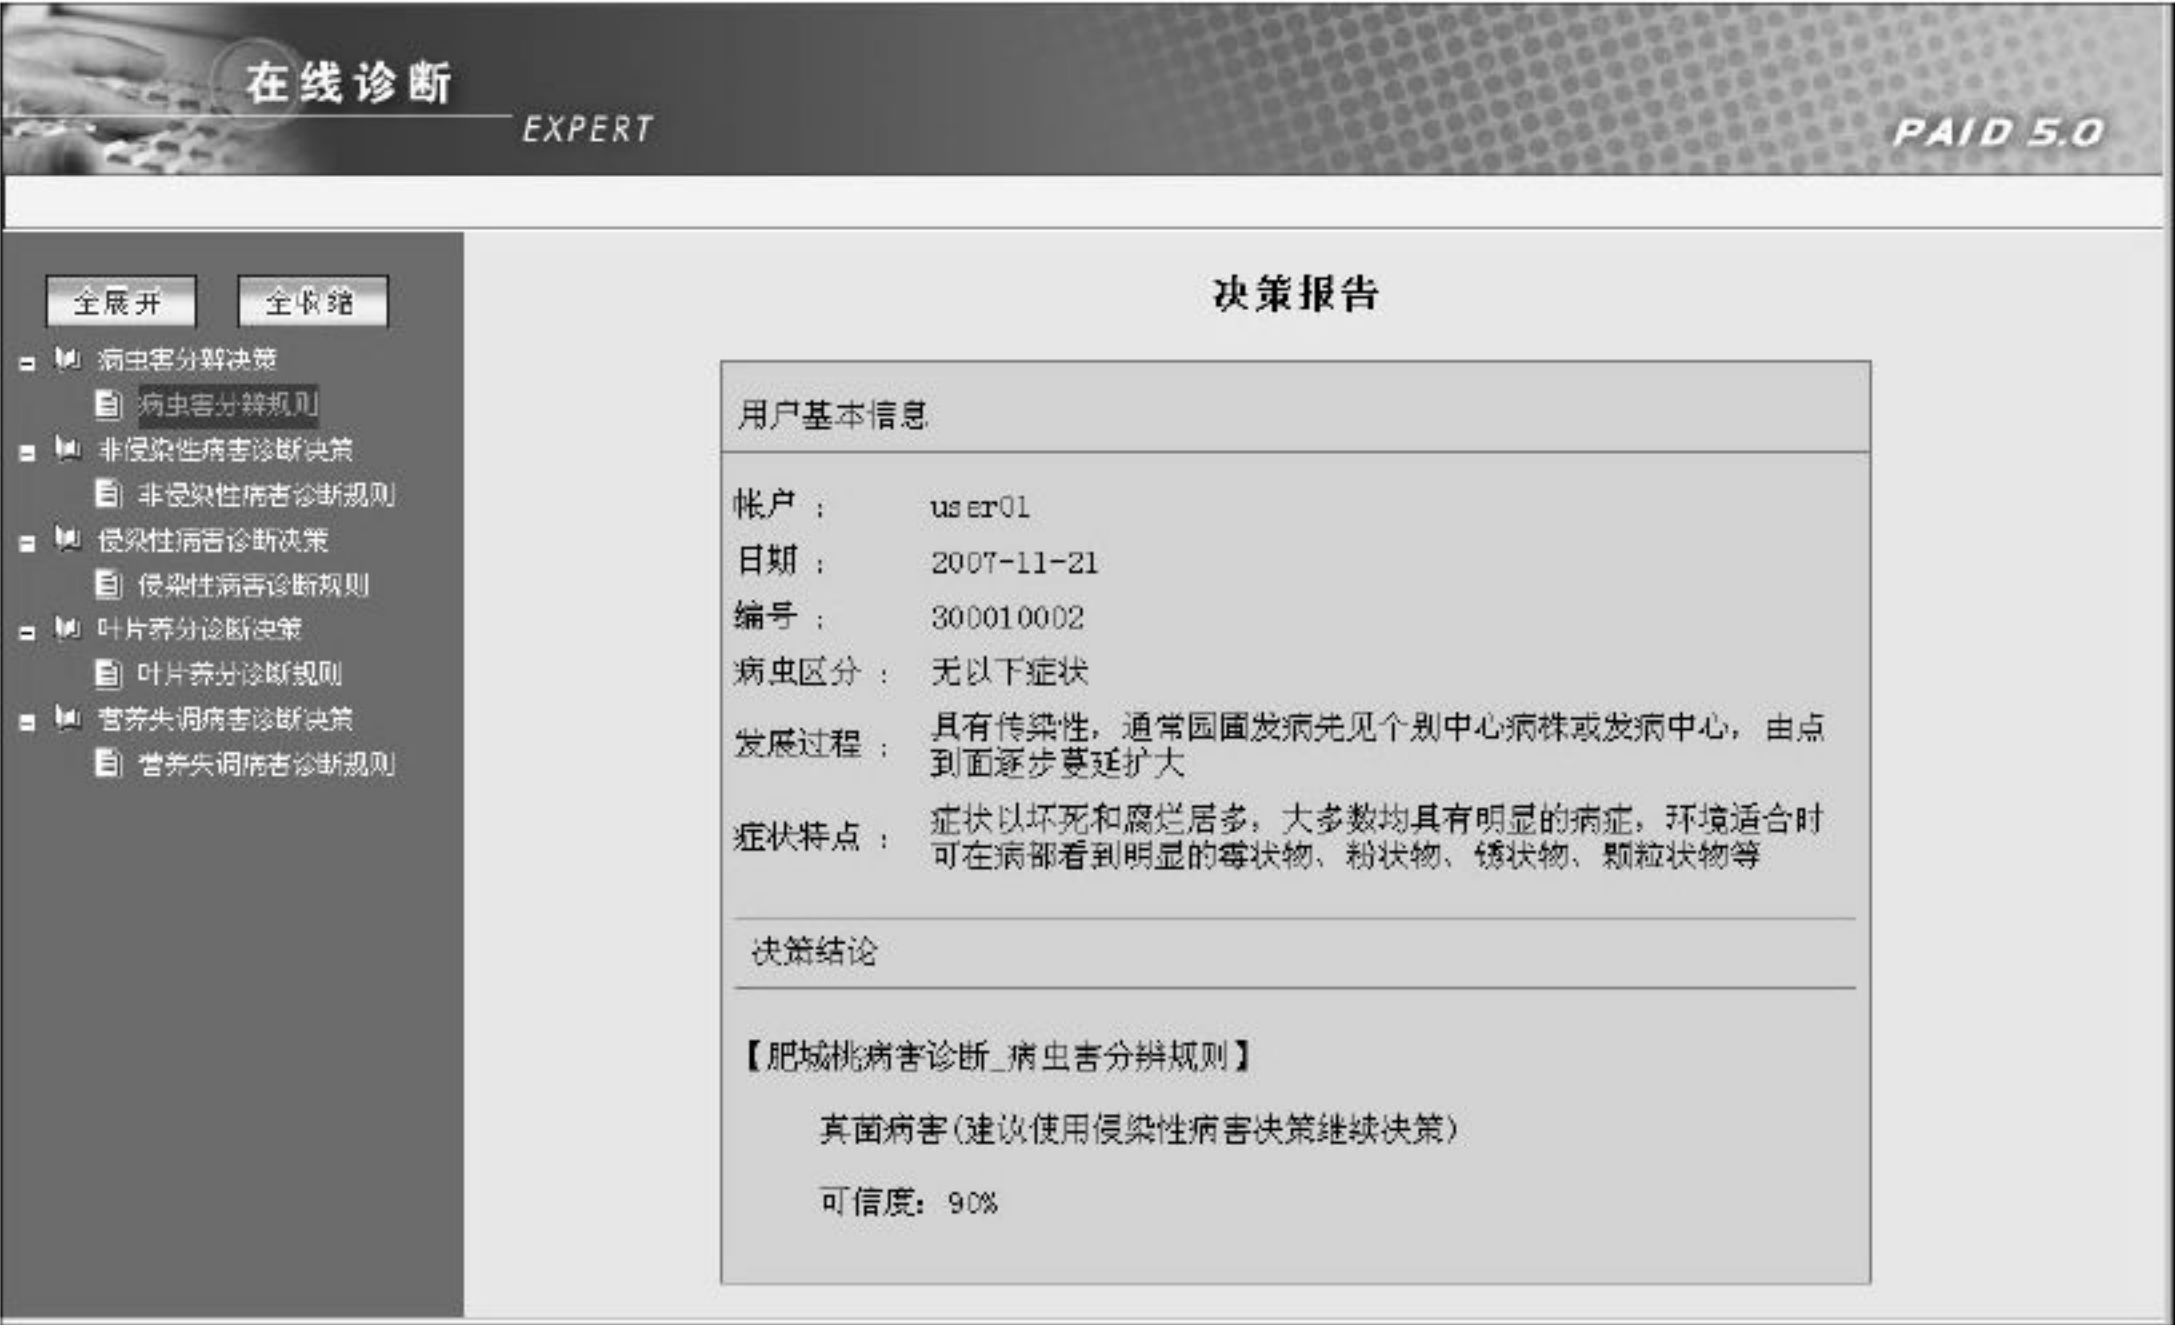 在线诊断
EXPERT
PAID 5.0
全展开 全收缩
病虫害分辨决策
病虫害分辨规则
非侵染性病害诊断决策
非侵染性病害诊断规则
侵染性病害诊断决策
侵染性病害诊断规则
叶片养分诊断决策
叶片养分诊断规则
营养失调病害诊断决策
营养失调病害诊断规则
决策报告
用户基本信息
帐户： user01
日期： 2007-11-21
编号： 300010002
病虫区分： 无以下症状
发展过程： 具有传染性，通常园圃发病先见个别中心病株或发病中心，由点
到面逐步蔓延扩大
症状特点： 症状以坏死和腐烂居多，大多数均具有明显的病症，环境适合时
可在病部看到明显的霉状物、粉状物、锈状物、颗粒状物等
决策结论
【肥城桃病害诊断_病虫害分辨规则】
真菌病害(建议使用侵染性病害决策继续决策)
可信度：90%